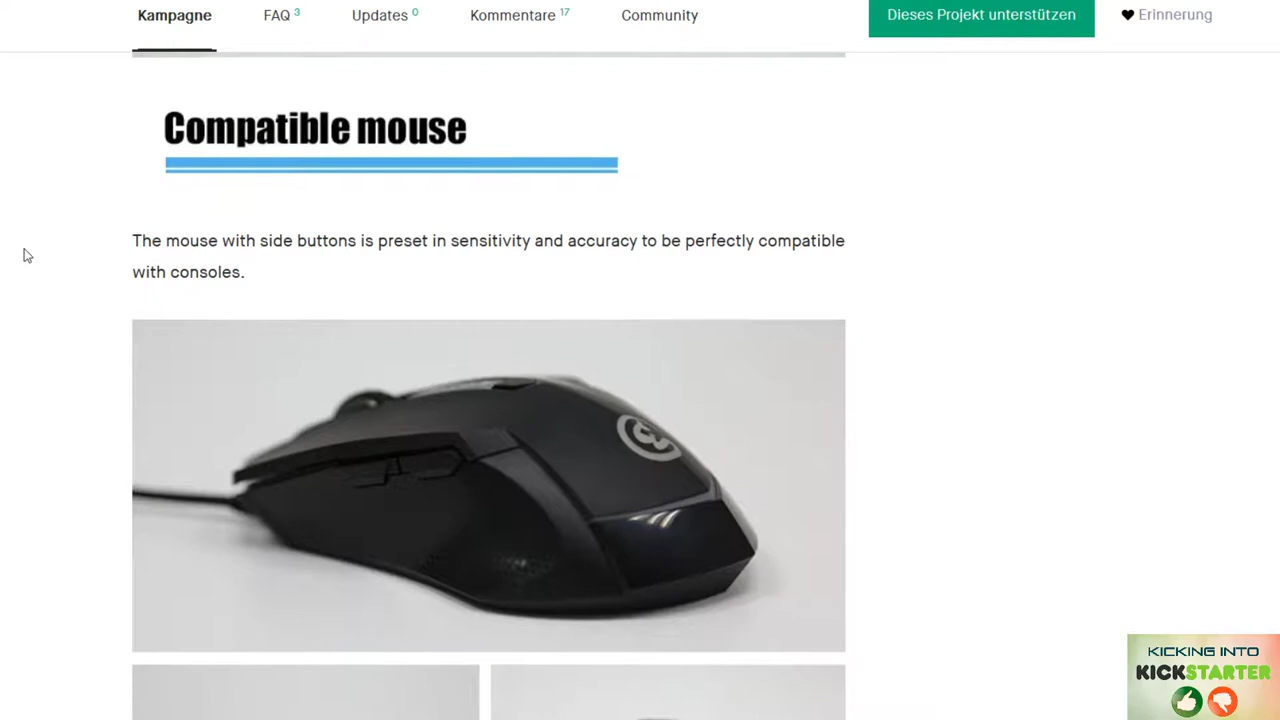 Kampagne FAQ 3 Updates 0 Kommentare 17 Community Dieses Projekt unterstützen Erinnerung
Compatible mouse
The mouse with side buttons is preset in sensitivity and accuracy to be perfectly compatible
with consoles.
KICKING INTO
KICKSTARTER